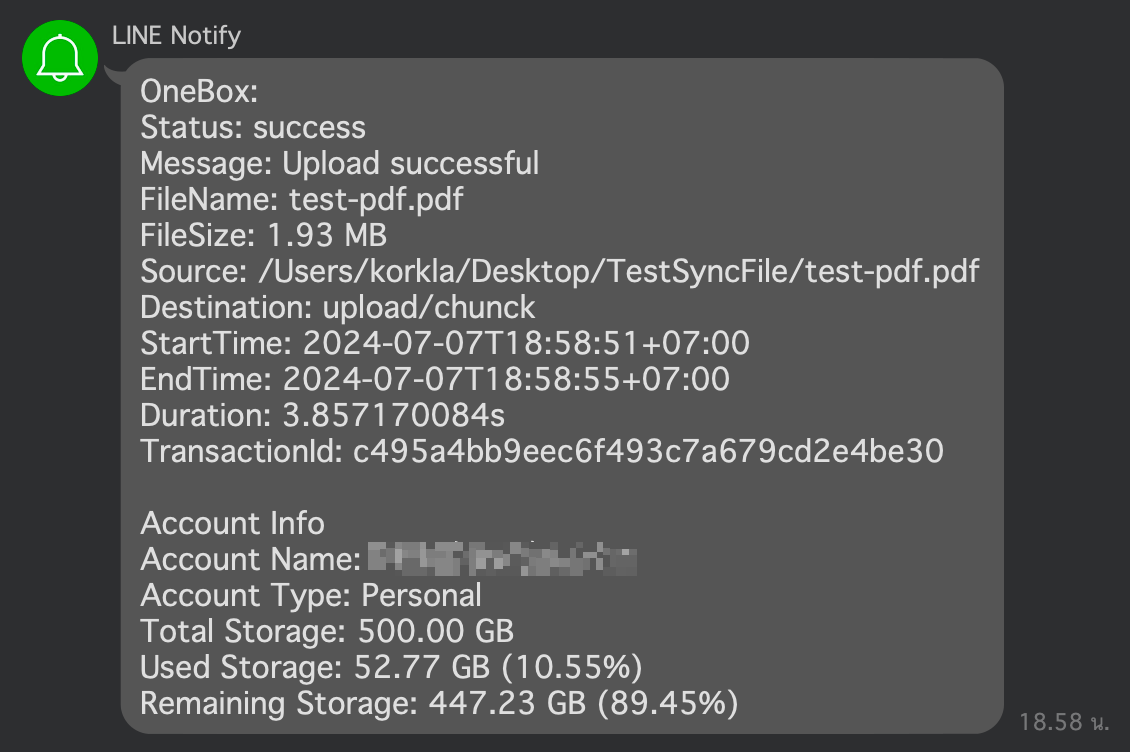 LINE Notify
OneBox:
Status: success
Message: Upload successful
FileName: test-pdf.pdf
FileSize: 1.93 MB
Source: /Users/korkla/Desktop/TestSyncFile/test-pdf.pdf
Destination: upload/chunck
StartTime: 2024-07-07T18:58:51+07:00
EndTime: 2024-07-07T18:58:55+07:00
Duration: 3.857170084s
TransactionId: c495a4bb9eec6f493c7a679cd2e4be30
Account Info
Account Name:
Account Type: Personal
Total Storage: 500.00 GB
Used Storage: 52.77 GB (10.55%)
Remaining Storage: 447.23 GB (89.45%)
18.58 น.